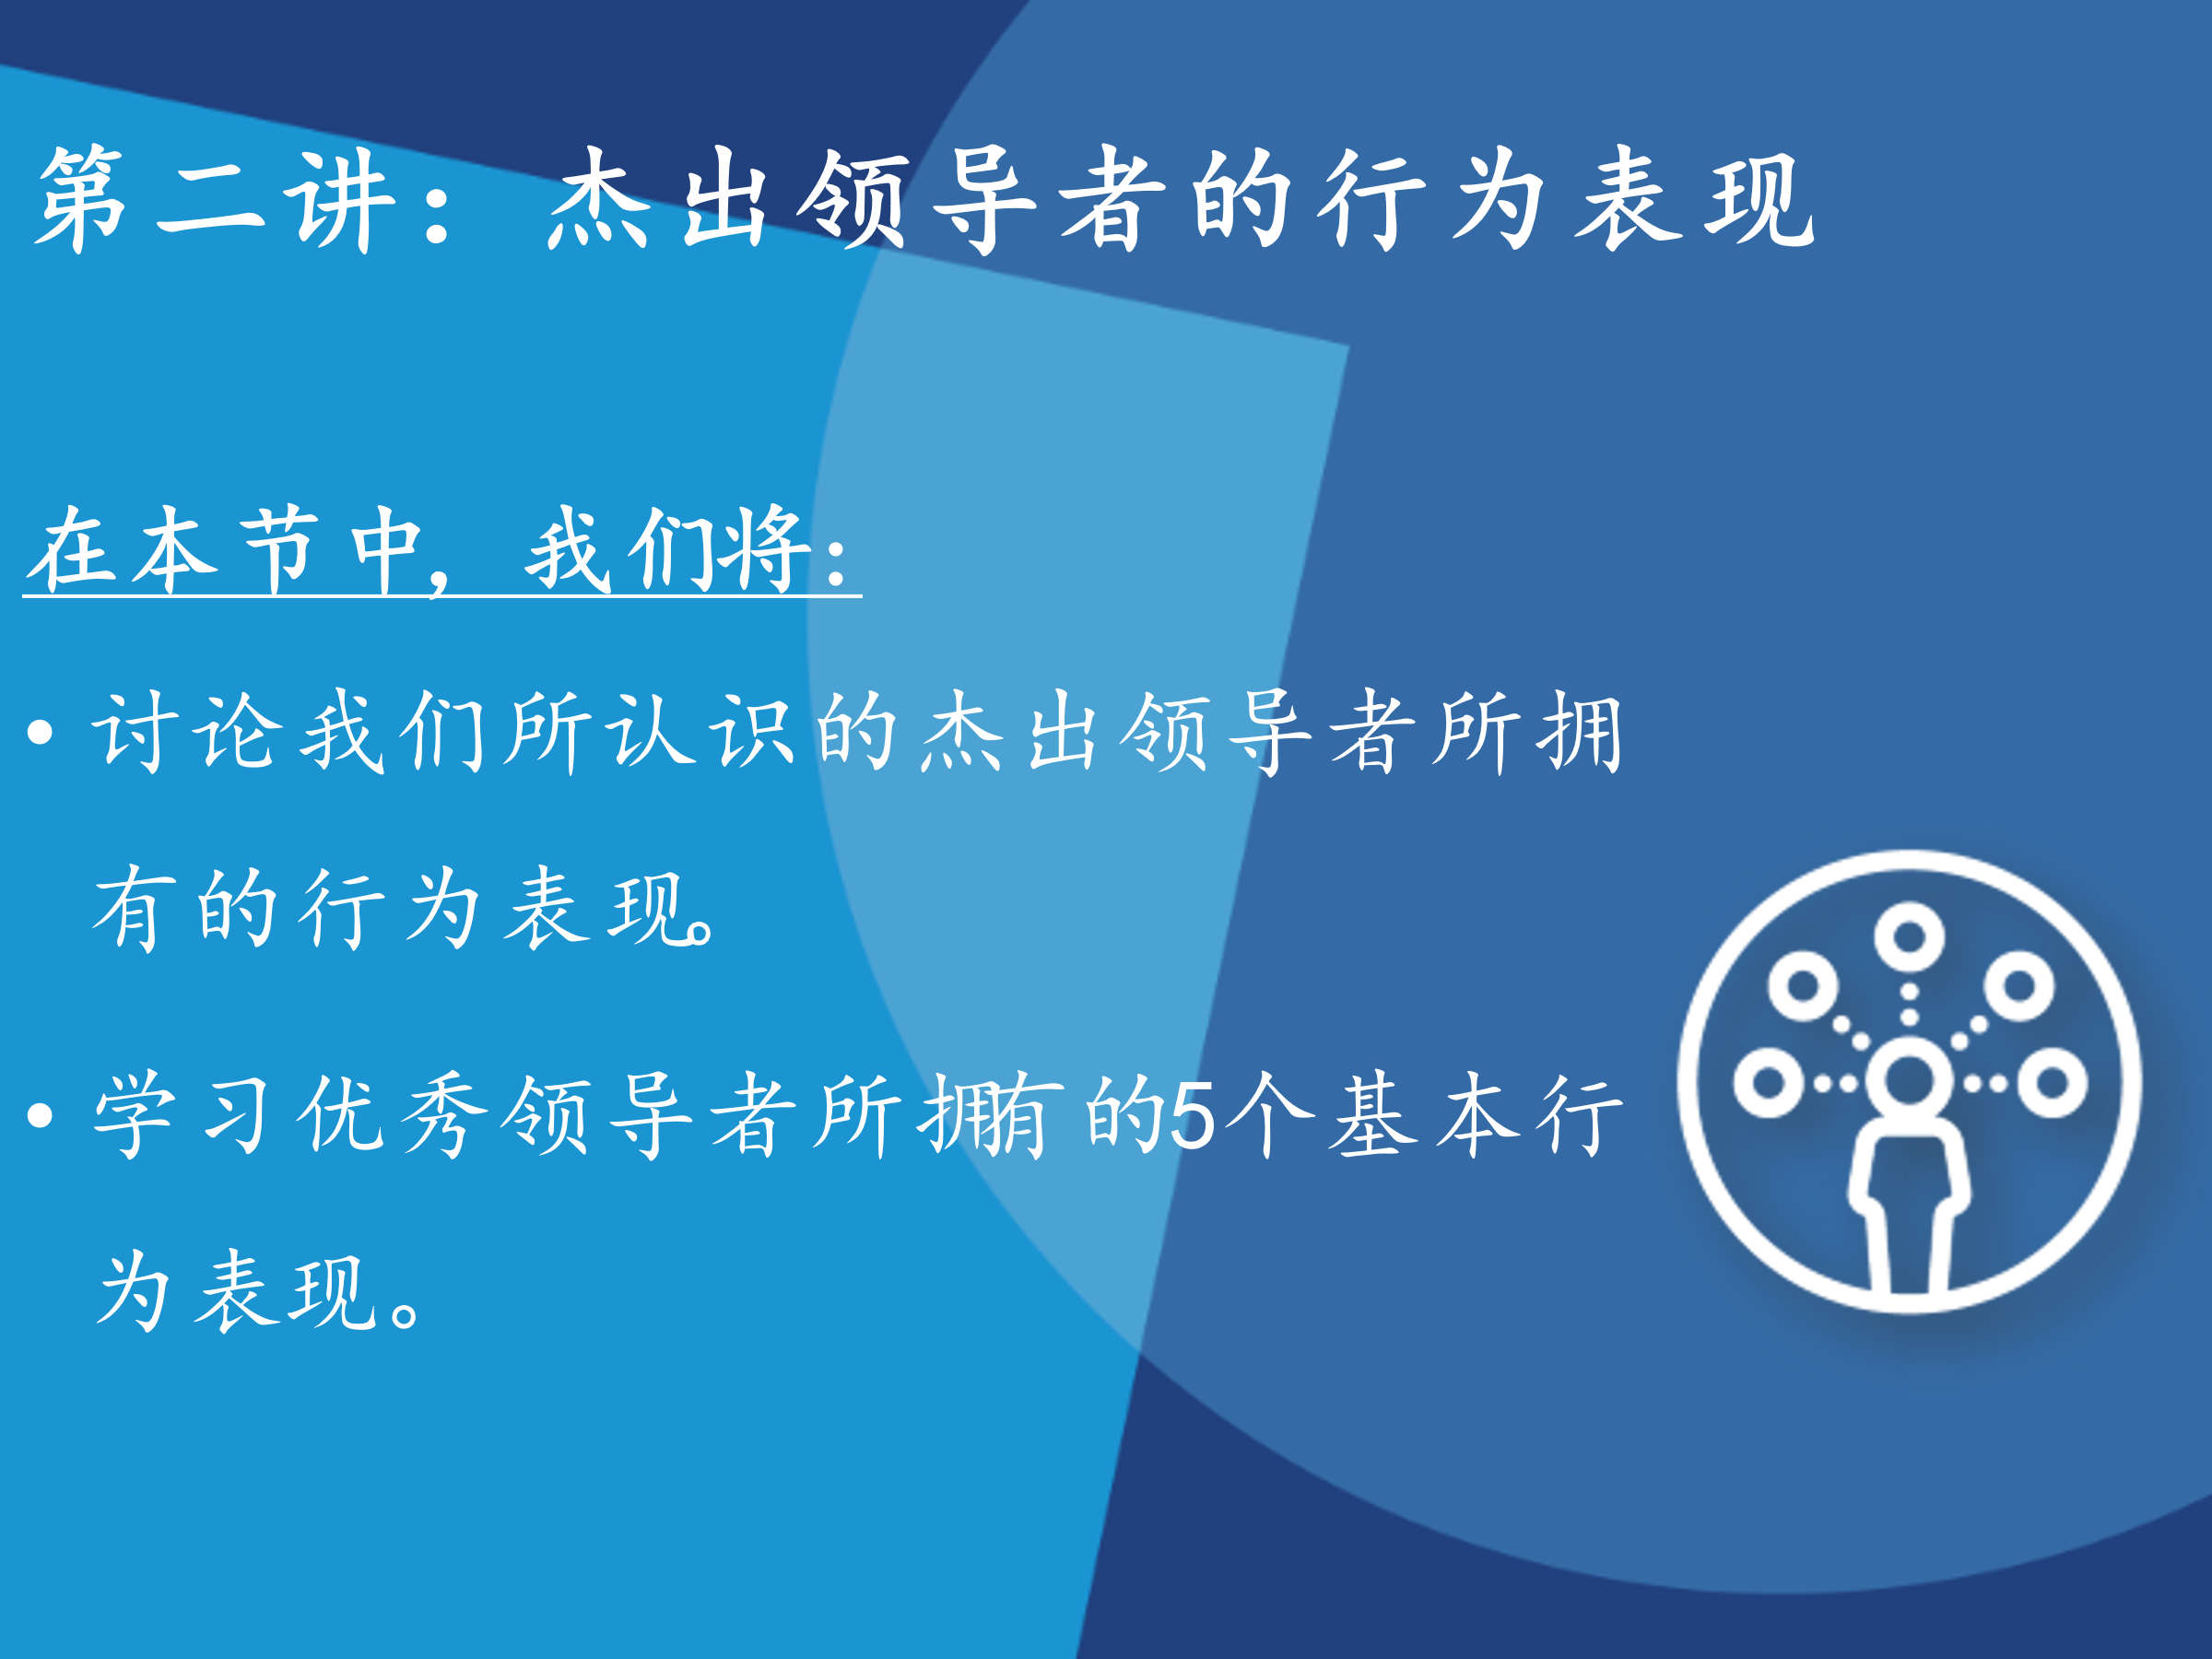 第二讲：杰出领导者的行为表现
在本节中，我们将：
• 讨论我们所认识的杰出领导者所拥
有的行为表现。
• 学习优秀领导者所拥有的5个基本行
为表现。